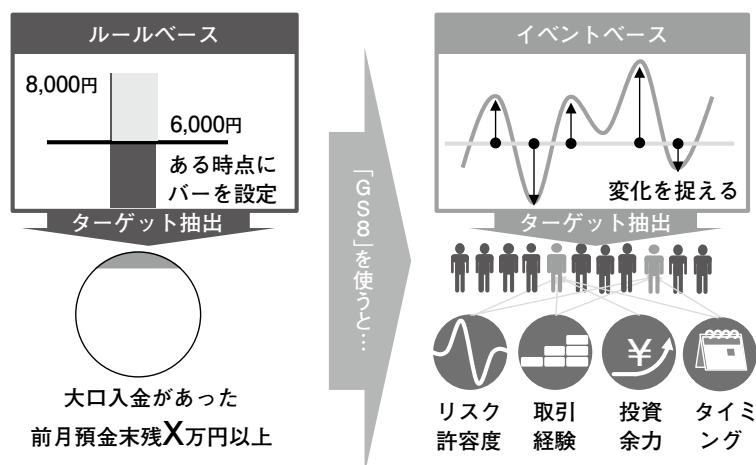 ルールベース
8,000円
6,000円
ある時点に
バーを設定
ターゲット抽出
大口入金があった
前月預金末残X万円以上
「GS8」を使うと…
イベントベース
変化を捉える
ターゲット抽出
¥
リスク
許容度
取引
経験
投資
余力
タイミ
ング